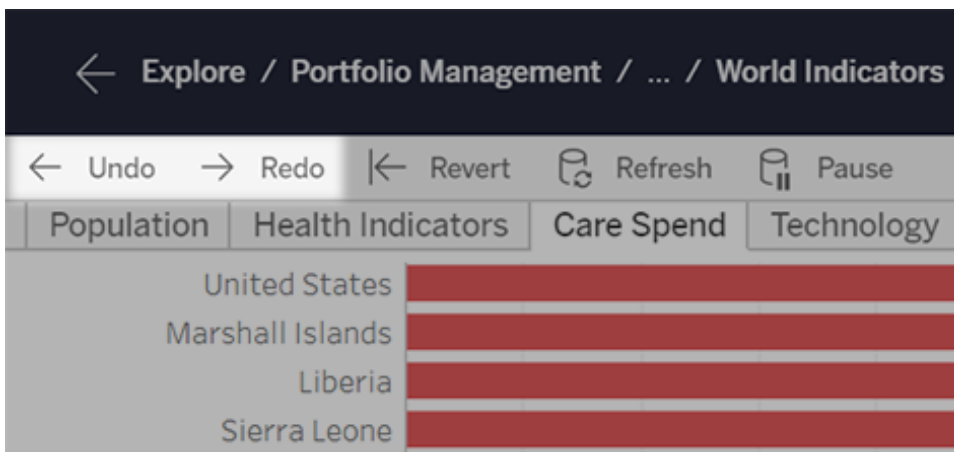 Explore / Portfolio Management / ... / World Indicators
Undo Redo Revert Refresh Pause
Population Health Indicators Care Spend Technology
United States
Marshall Islands
Liberia
Sierra Leone